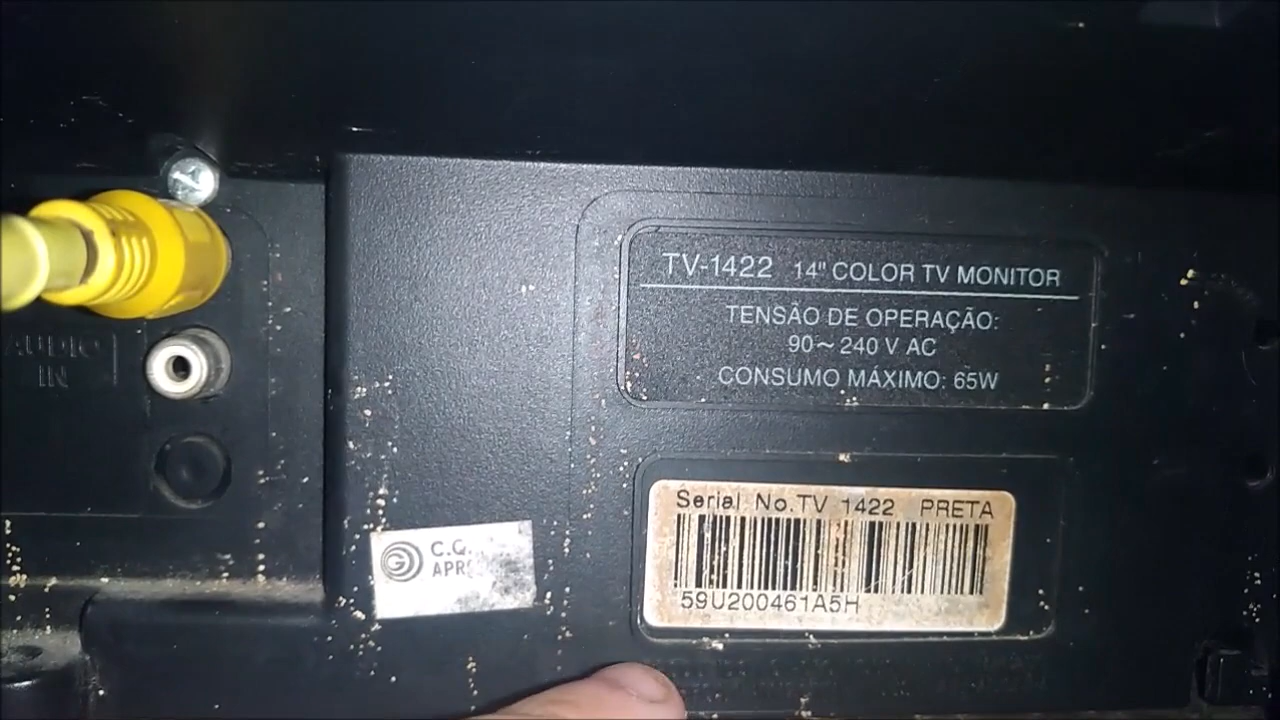 AUDIO
IN
TV-1422 14" COLOR TV MONITOR
TENSÃO DE OPERAÇÃO:
90~240 V AC
CONSUMO MÁXIMO: 65W
Serial No.TV 1422 PRETA
59U200461A5H
C.Q.